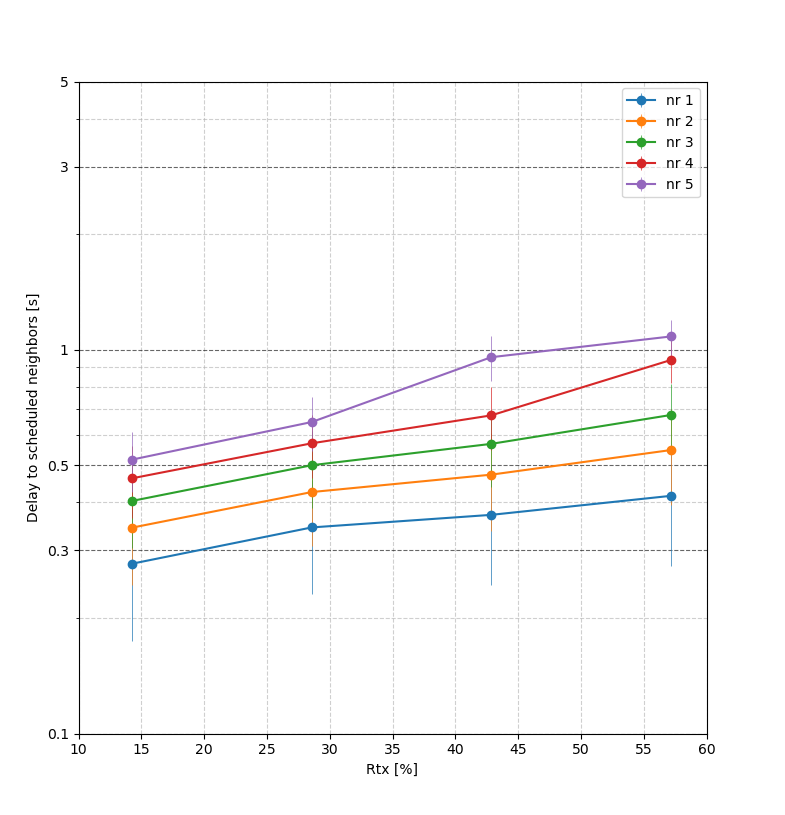 5
3
1
0.5
0.3
0.1
Delay to scheduled neighbors [s]
nr 1
nr 2
nr 3
nr 4
nr 5
10 15 20 25 30 35 40 45 50 55 60
Rtx [%]